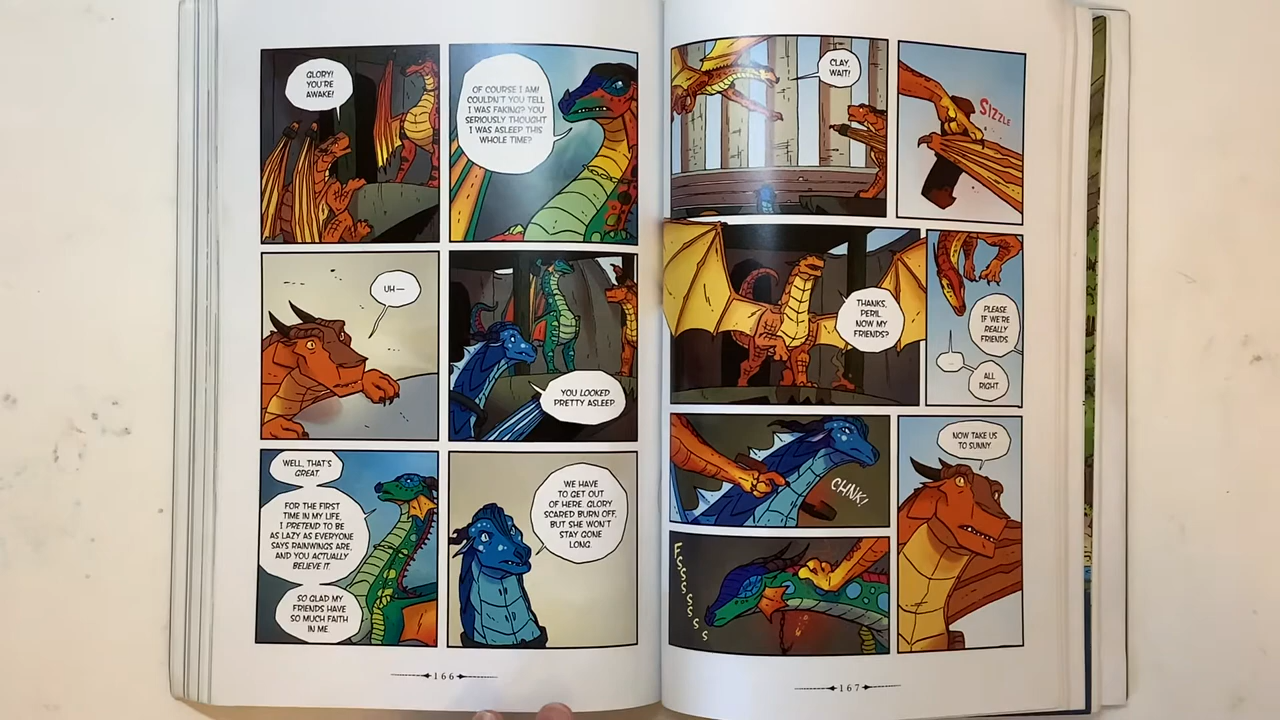 GLORY!
YOU'RE
AWAKE!
OF COURSE I AM!
COULDN'T YOU TELL
I WAS FAKING? YOU
SERIOUSLY THOUGHT
I WAS ASLEEP THIS
WHOLE TIME?
UH—
YOU LOOKED
PRETTY ASLEEP.
WELL, THAT'S
GREAT.
FOR THE FIRST
TIME IN MY LIFE,
I PRETEND TO BE
AS LAZY AS EVERYONE
SAYS RAINWINGS ARE,
AND YOU ACTUALLY
BELIEVE IT.
SO GLAD MY
FRIENDS HAVE
SO MUCH FAITH
IN ME.
WE HAVE
TO GET OUT
OF HERE. GLORY
SCARED BURN OFF,
BUT SHE WON'T
STAY GONE
LONG.
166
CLAY,
WAIT!
SIZZLE
THANKS,
PERIL.
NOW MY
FRIENDS?
PLEASE
IF WE'RE
REALLY
FRIENDS.
...
ALL
RIGHT.
CHNK!
FSSSSSSS
NOW TAKE US
TO SUNNY.
167